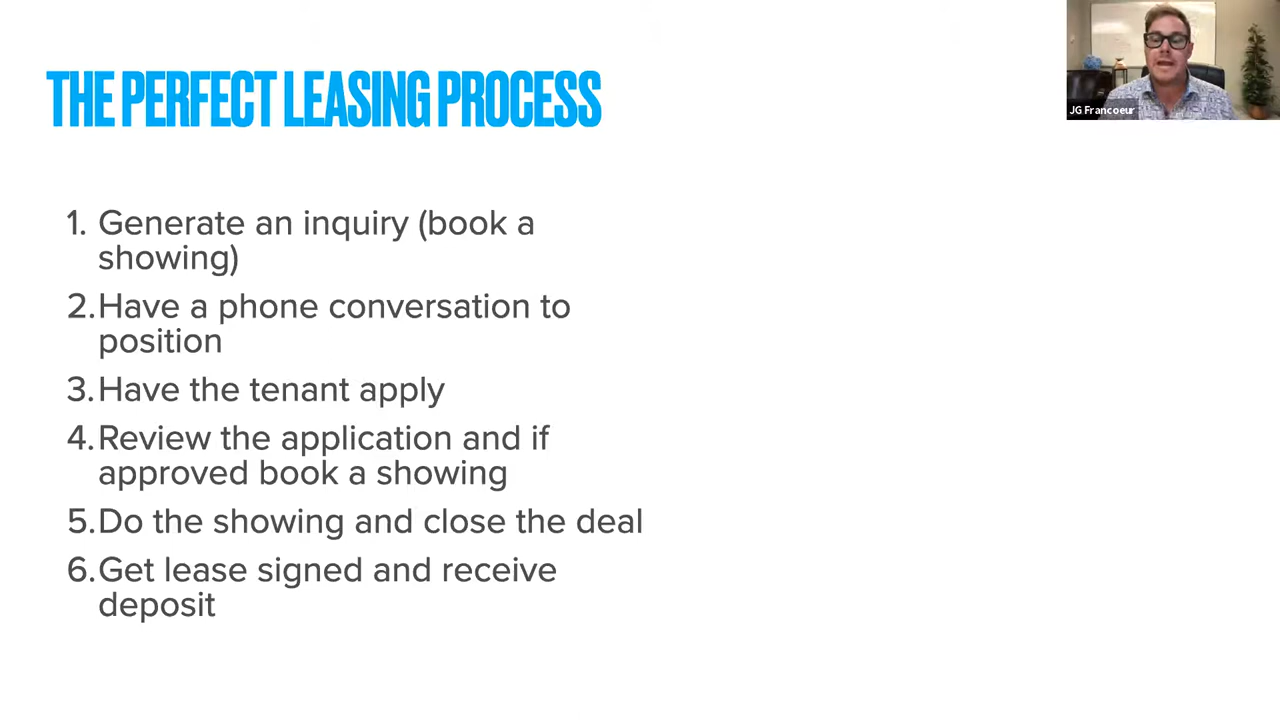 THE PERFECT LEASING PROCESS
JG Francoeur
1. Generate an inquiry (book a
showing)
2. Have a phone conversation to
position
3. Have the tenant apply
4. Review the application and if
approved book a showing
5. Do the showing and close the deal
6. Get lease signed and receive
deposit